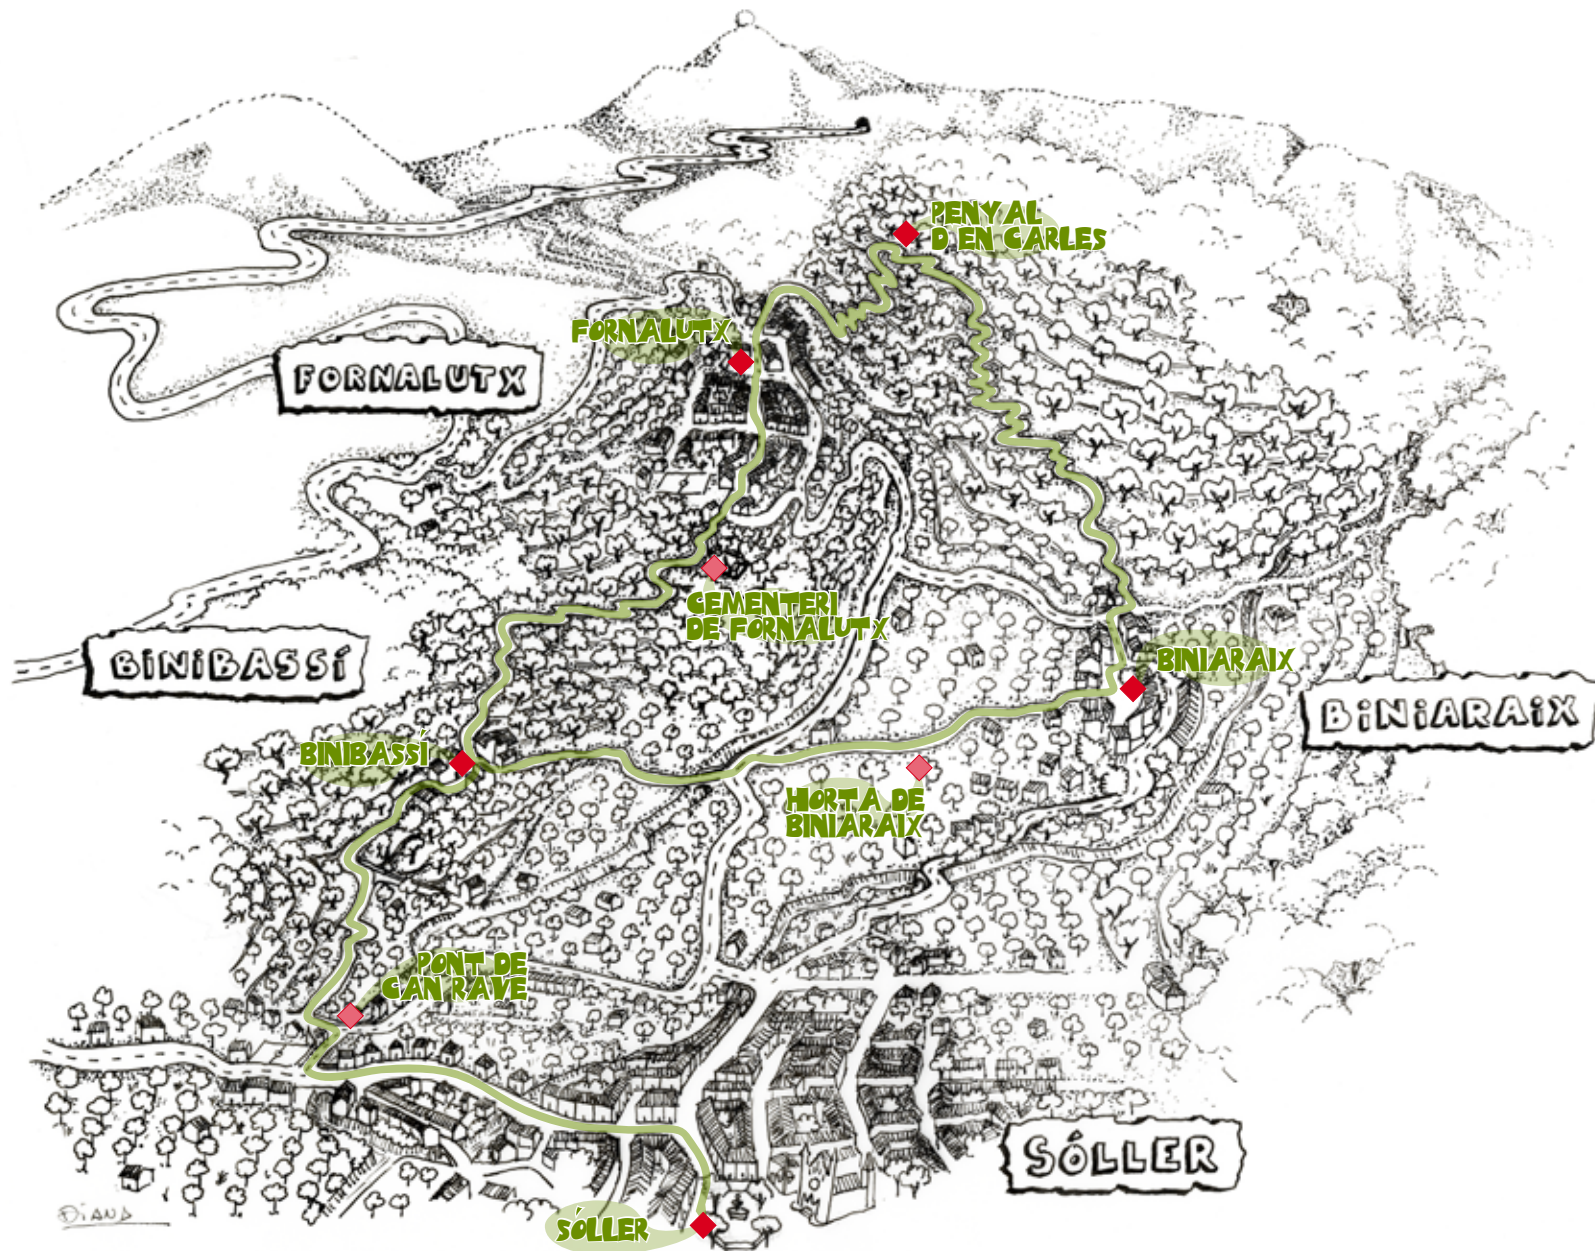 PENYAL
D EN CARLES
FORNALUTX
FORNALUTX
CEMENTERI
DE FORNALUTX
BINIBASSÍ
BINIARAIX
BINIARAIX
BINIBASSÍ
HORTA DE
BINIARAIX
PONT DE
CAN RAVE
SÓLLER
DIANA
SÓLLER